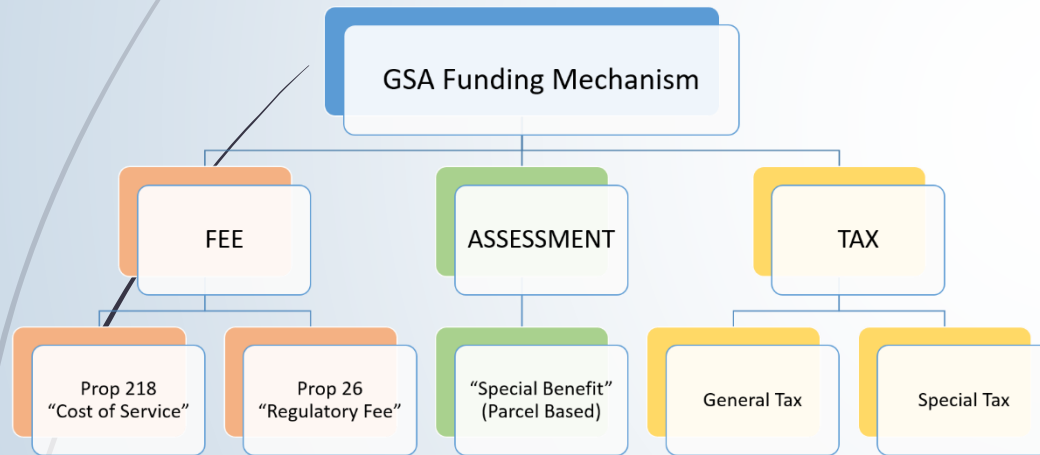 GSA Funding Mechanism
FEE
ASSESSMENT
TAX
Prop 218
“Cost of Service”
Prop 26
“Regulatory Fee”
“Special Benefit”
(Parcel Based)
General Tax
Special Tax